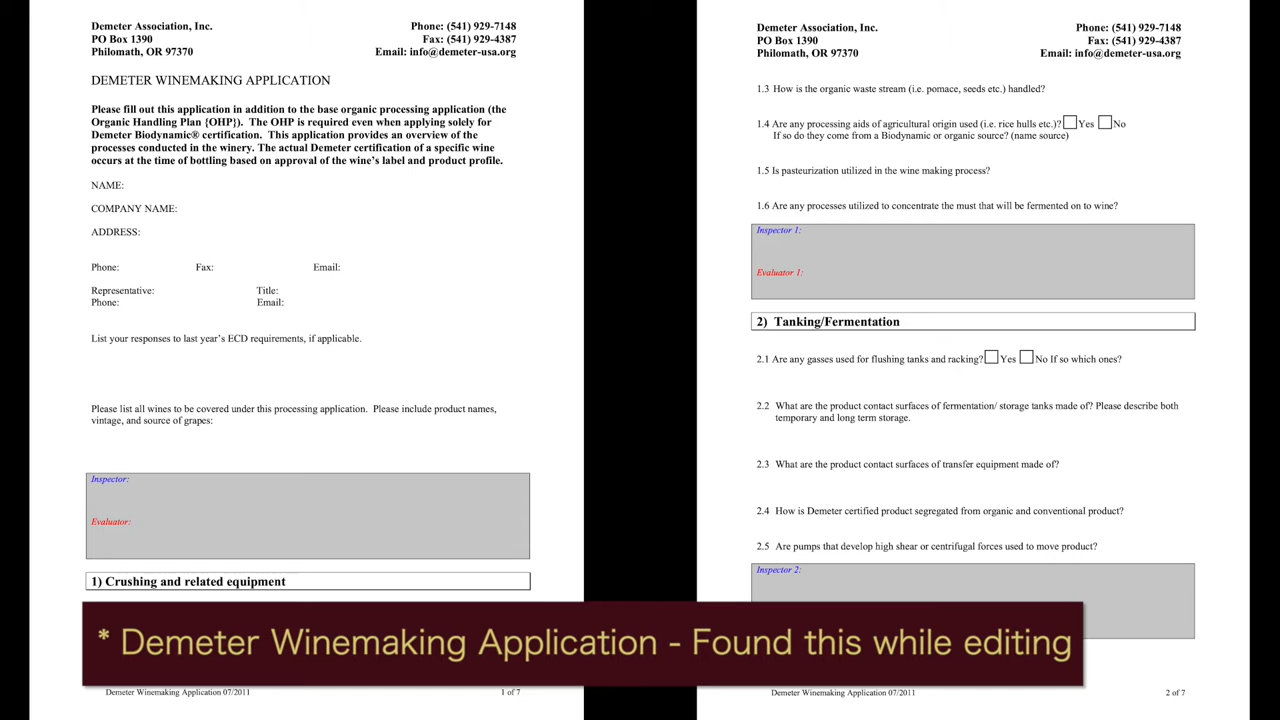 Demeter Association, Inc. Phone: (541) 929-7148
PO Box 1390 Fax: (541) 929-4387
Philomath, OR 97370 Email: info@demeter-usa.org
DEMETER WINEMAKING APPLICATION
Please fill out this application in addition to the base organic processing application (the
Organic Handling Plan {OHP}). The OHP is required even when applying solely for
Demeter Biodynamic® certification. This application provides an overview of the
processes conducted in the winery. The actual Demeter certification of a specific wine
occurs at the time of bottling based on approval of the wine's label and product profile.
NAME:
COMPANY NAME:
ADDRESS:
Phone: Fax: Email:
Representative: Title:
Phone: Email:
List your responses to last year's ECD requirements, if applicable.
Please list all wines to be covered under this processing application. Please include product names,
vintage, and source of grapes:
Inspector:
Evaluator:
1) Crushing and related equipment
Demeter Winemaking Application 07/2011 1 of 7
Demeter Association, Inc. Phone: (541) 929-7148
PO Box 1390 Fax: (541) 929-4387
Philomath, OR 97370 Email: info@demeter-usa.org
1.3 How is the organic waste stream (i.e. pomace, seeds etc.) handled?
1.4 Are any processing aids of agricultural origin used (i.e. rice hulls etc.)? Yes No
If so do they come from a Biodynamic or organic source? (name source)
1.5 Is pasteurization utilized in the wine making process?
1.6 Are any processes utilized to concentrate the must that will be fermented on to wine?
Inspector 1:
Evaluator 1:
2) Tanking/Fermentation
2.1 Are any gasses used for flushing tanks and racking? Yes No If so which ones?
2.2 What are the product contact surfaces of fermentation/ storage tanks made of? Please describe both
temporary and long term storage.
2.3 What are the product contact surfaces of transfer equipment made of?
2.4 How is Demeter certified product segregated from organic and conventional product?
2.5 Are pumps that develop high shear or centrifugal forces used to move product?
Inspector 2:
Demeter Winemaking Application 07/2011 2 of 7
* Demeter Winemaking Application - Found this while editing